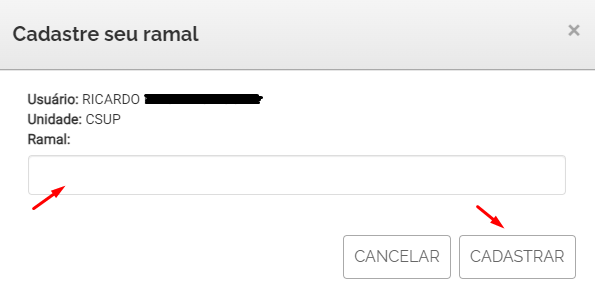 Cadastre seu ramal
×
Usuário: RICARDO
Unidade: CSUP
Ramal:
CANCELAR CADASTRAR